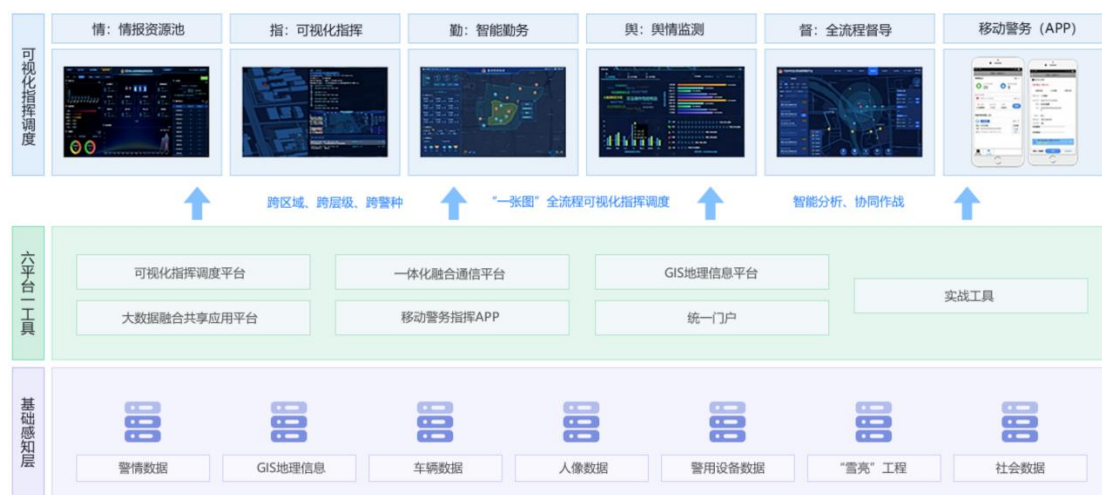 可视化指挥调度
情：情报资源池
指：可视化指挥
勤：智能勤务
舆：舆情监测
督：全流程督导
移动警务（APP）
跨区域、跨层级、跨警种
“一张图”全流程可视化指挥调度
智能分析、协同作战
六平台一工具
可视化指挥调度平台
一体化融合通信平台
GIS地理信息平台
实战工具
大数据融合共享应用平台
移动警务指挥APP
统一门户
基础感知层
警情数据
GIS地理信息
车辆数据
人像数据
警用设备数据
“雪亮”工程
社会数据